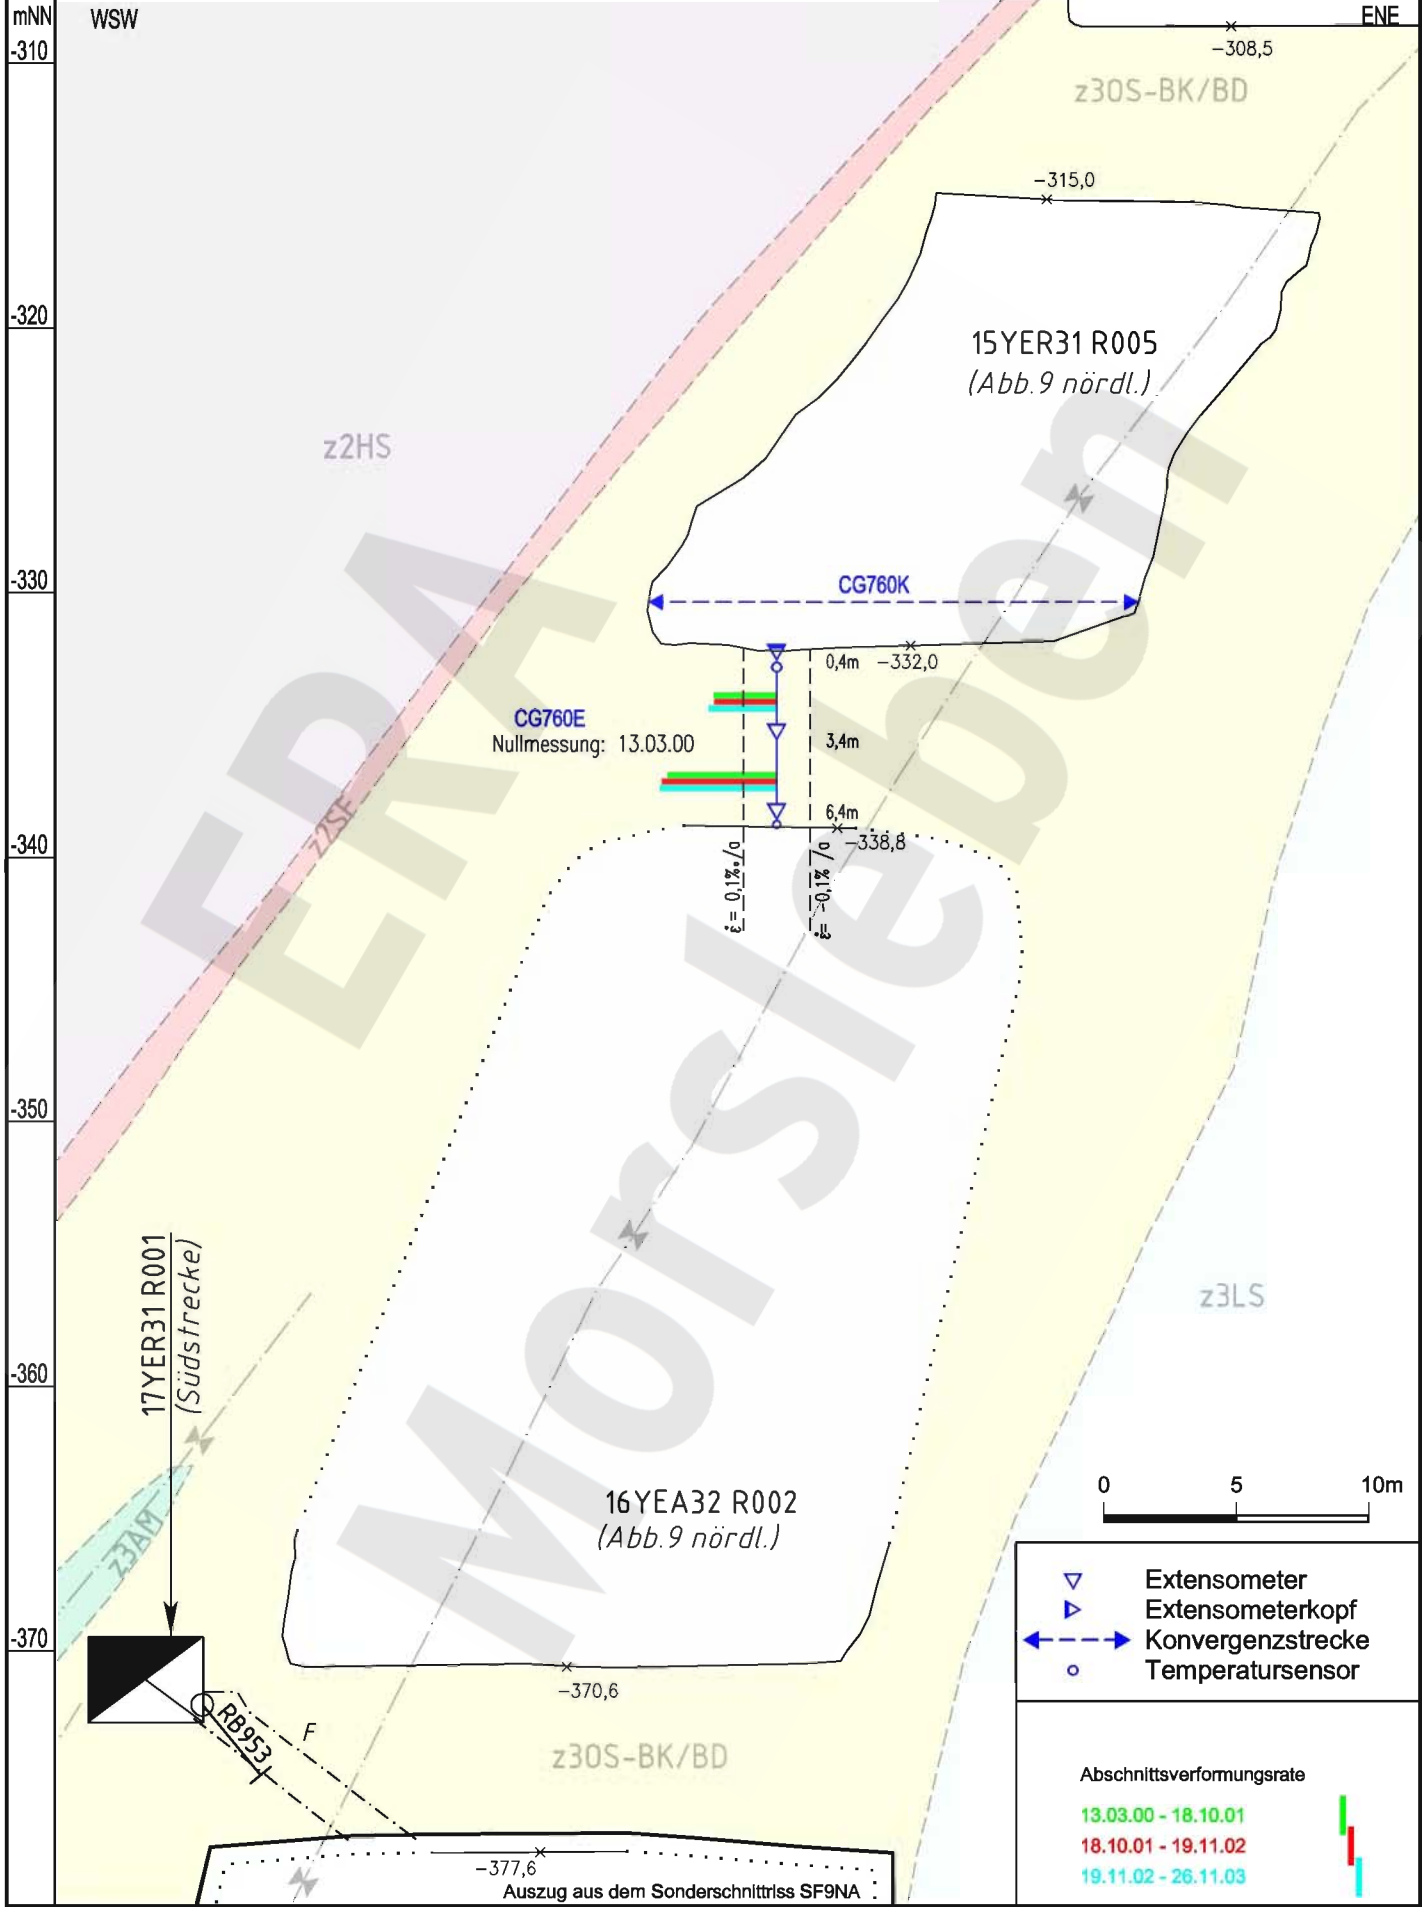 mNN
WSW
ENE
-310
-308,5
z3OS-BK/BD
-315,0
-320
15YER31 R005
(Abb.9 nördl.)
z2HS
-330
CG760K
0,4m
-332,0
CG760E
Nullmessung: 13.03.00
3,4m
6,4m
z2SF
-340
-338,8
ε̇ = 0,1% /a
ε̇ = -0,1% /a
ERA Morsleben
-350
17YER31 R001
(Südstrecke)
z3LS
-360
0 5 10m
16YEA32 R002
(Abb.9 nördl.)
z3AM
Extensometer
Extensometerkopf
-370
Konvergenzstrecke
Temperatursensor
-370,6
RB953
F
z3OS-BK/BD
Abschnittsverformungsrate
13.03.00 - 18.10.01
18.10.01 - 19.11.02
19.11.02 - 26.11.03
-377,6
Auszug aus dem Sonderschnittriss SF9NA